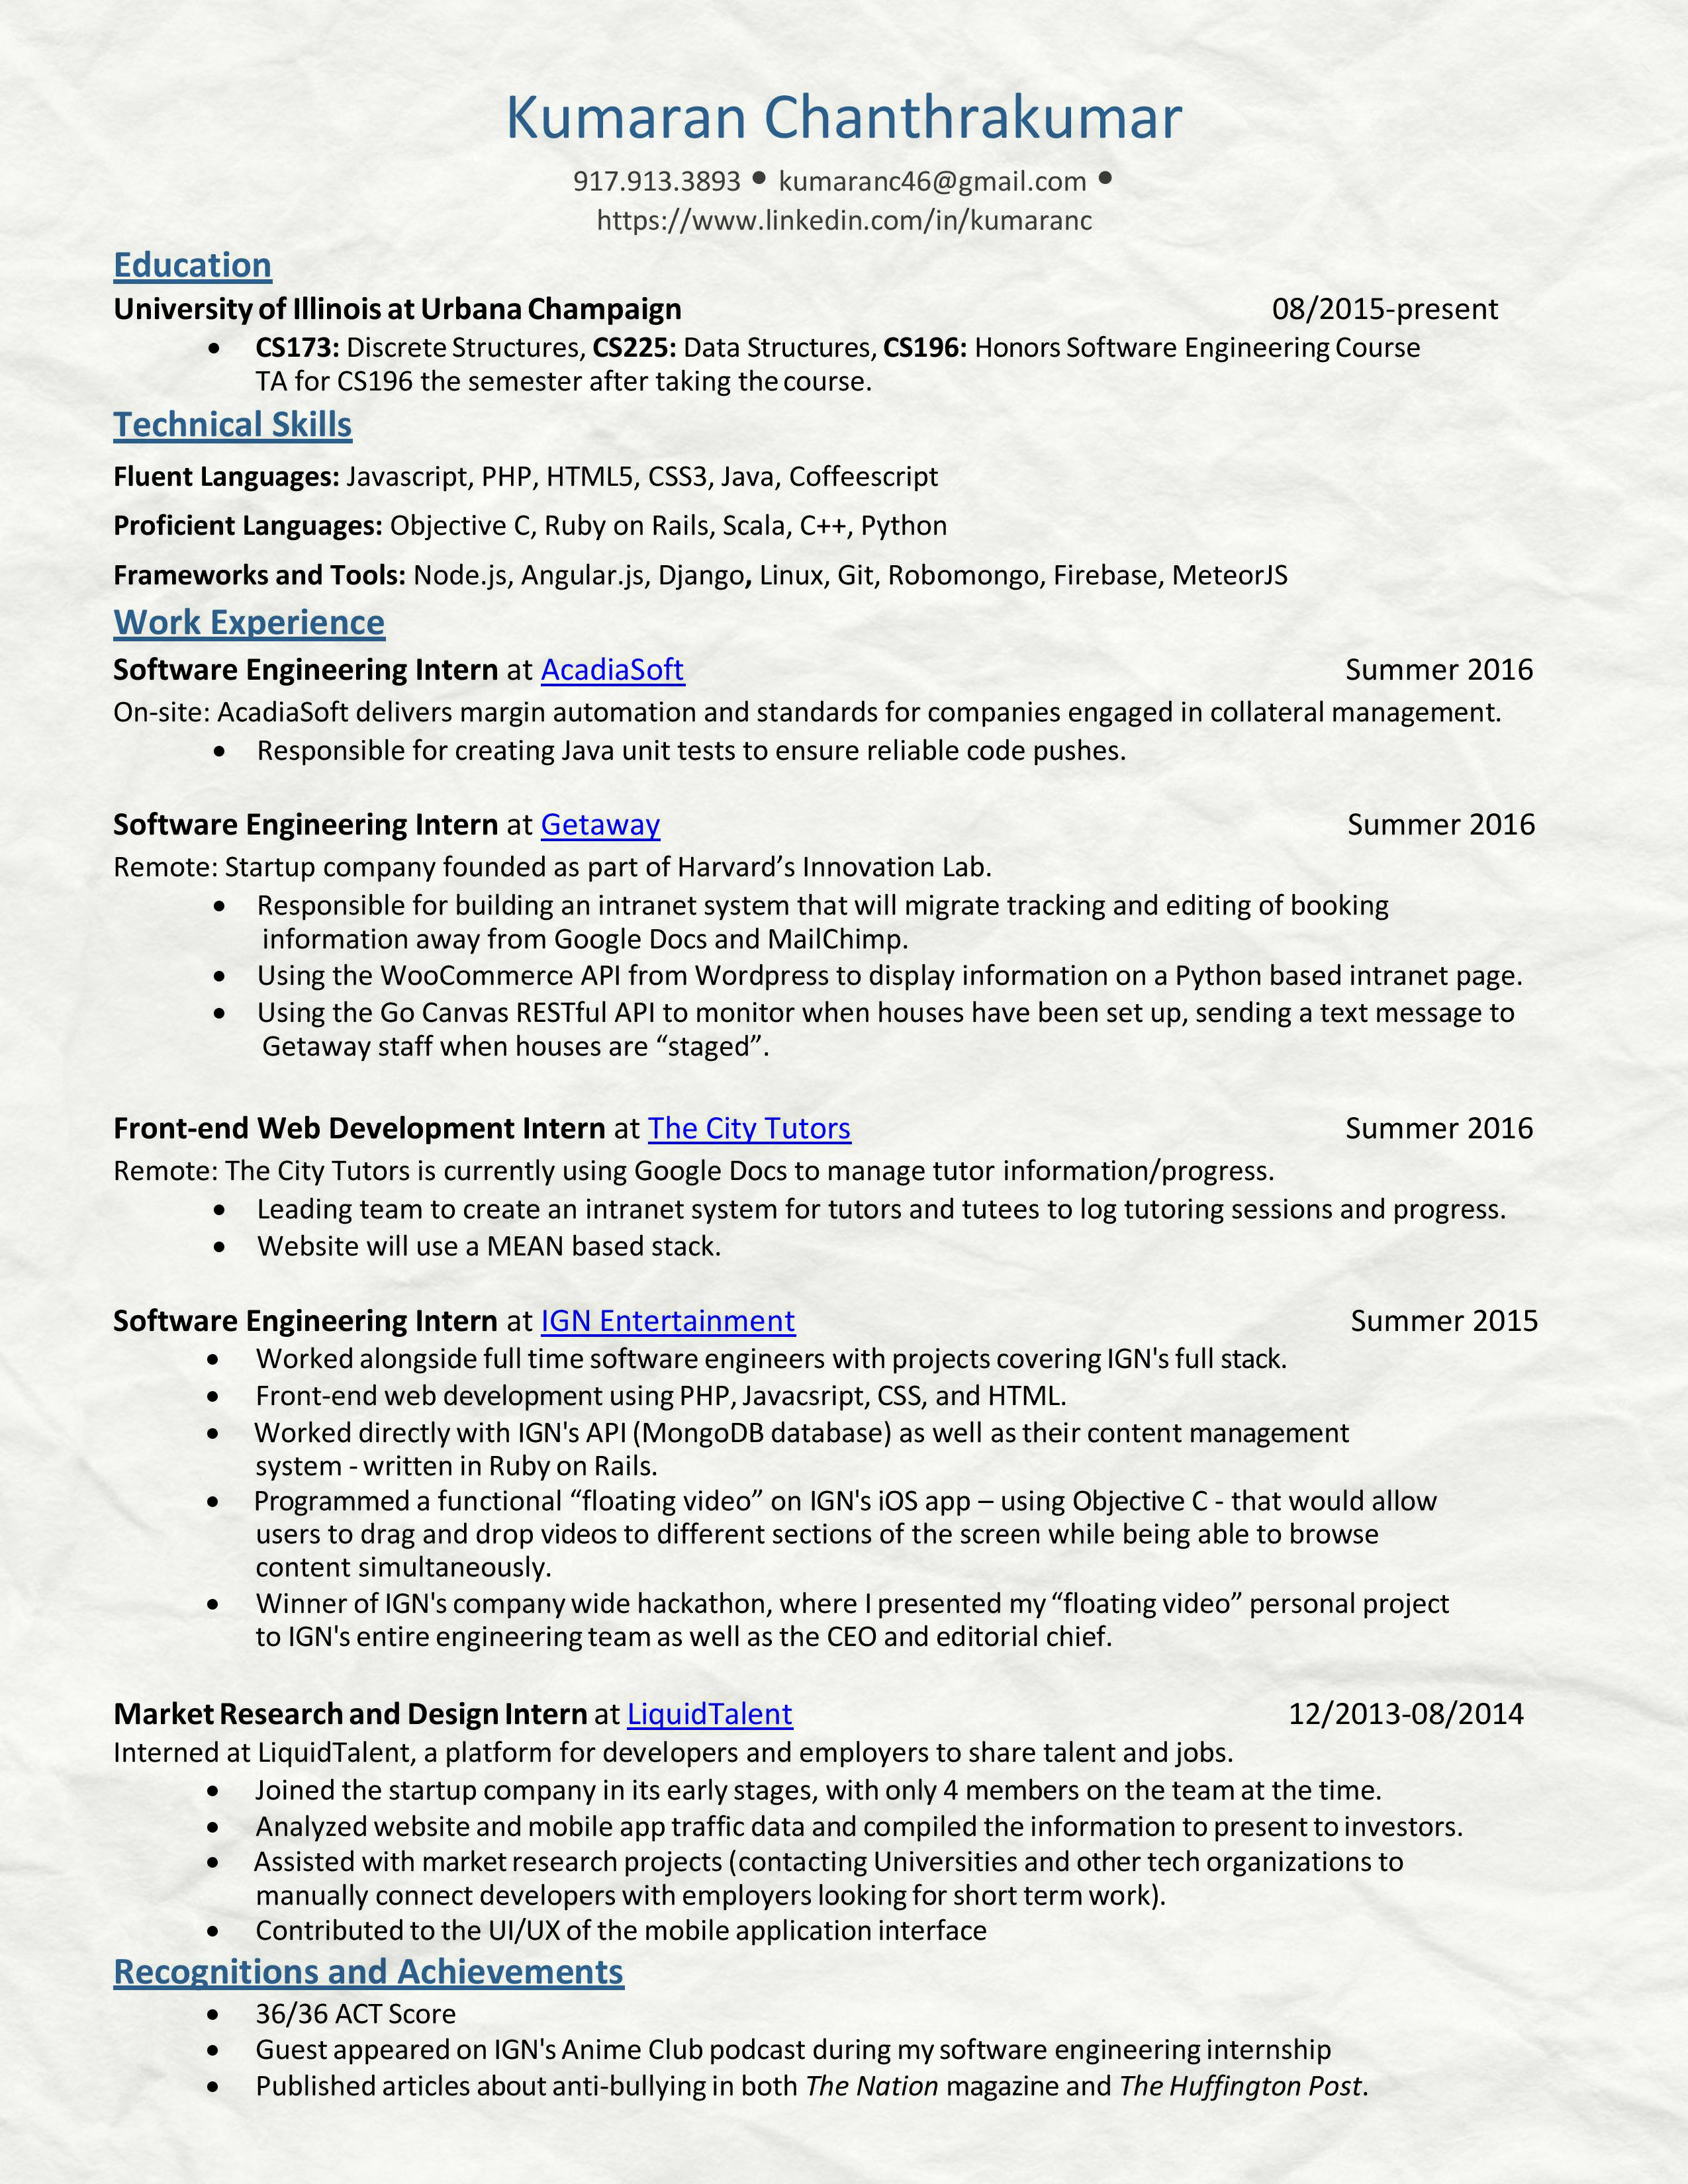 Kumaran Chanthrakumar
917.913.3893 ● kumaranc46@gmail.com ●
https://www.linkedin.com/in/kumaranc
Education
University of Illinois at Urbana Champaign 08/2015-present
• CS173: Discrete Structures, CS225: Data Structures, CS196: Honors Software Engineering Course
TA for CS196 the semester after taking the course.
Technical Skills
Fluent Languages: Javascript, PHP, HTML5, CSS3, Java, Coffeescript
Proficient Languages: Objective C, Ruby on Rails, Scala, C++, Python
Frameworks and Tools: Node.js, Angular.js, Django, Linux, Git, Robomongo, Firebase, MeteorJS
Work Experience
Software Engineering Intern at AcadiaSoft Summer 2016
On-site: AcadiaSoft delivers margin automation and standards for companies engaged in collateral management.
• Responsible for creating Java unit tests to ensure reliable code pushes.
Software Engineering Intern at Getaway Summer 2016
Remote: Startup company founded as part of Harvard’s Innovation Lab.
• Responsible for building an intranet system that will migrate tracking and editing of booking
information away from Google Docs and MailChimp.
• Using the WooCommerce API from Wordpress to display information on a Python based intranet page.
• Using the Go Canvas RESTful API to monitor when houses have been set up, sending a text message to
Getaway staff when houses are “staged”.
Front-end Web Development Intern at The City Tutors Summer 2016
Remote: The City Tutors is currently using Google Docs to manage tutor information/progress.
• Leading team to create an intranet system for tutors and tutees to log tutoring sessions and progress.
• Website will use a MEAN based stack.
Software Engineering Intern at IGN Entertainment Summer 2015
• Worked alongside full time software engineers with projects covering IGN's full stack.
• Front-end web development using PHP, Javacsript, CSS, and HTML.
• Worked directly with IGN's API (MongoDB database) as well as their content management
system - written in Ruby on Rails.
• Programmed a functional “floating video” on IGN's iOS app – using Objective C - that would allow
users to drag and drop videos to different sections of the screen while being able to browse
content simultaneously.
• Winner of IGN's company wide hackathon, where I presented my “floating video” personal project
to IGN's entire engineering team as well as the CEO and editorial chief.
Market Research and Design Intern at LiquidTalent 12/2013-08/2014
Interned at LiquidTalent, a platform for developers and employers to share talent and jobs.
• Joined the startup company in its early stages, with only 4 members on the team at the time.
• Analyzed website and mobile app traffic data and compiled the information to present to investors.
• Assisted with market research projects (contacting Universities and other tech organizations to
manually connect developers with employers looking for short term work).
• Contributed to the UI/UX of the mobile application interface
Recognitions and Achievements
• 36/36 ACT Score
• Guest appeared on IGN's Anime Club podcast during my software engineering internship
• Published articles about anti-bullying in both The Nation magazine and The Huffington Post.